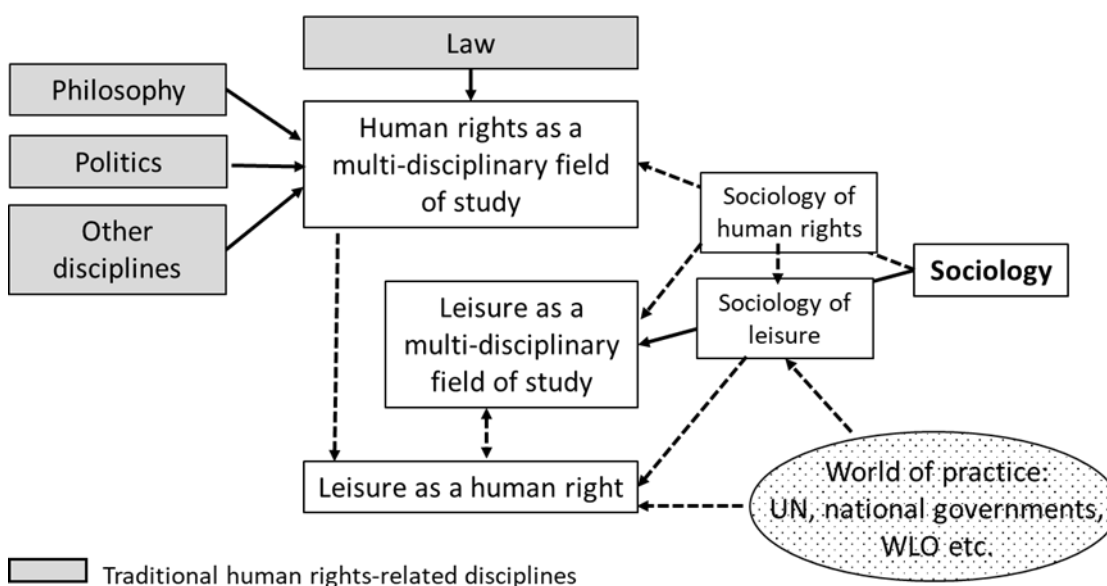 Law
Philosophy
Politics
Other
disciplines
Human rights as a
multi-disciplinary field
of study
Sociology of
human rights
Sociology
Sociology of
leisure
Leisure as a
multi-disciplinary
field of study
Leisure as a human right
World of practice:
UN, national governments,
WLO etc.
Traditional human rights-related disciplines